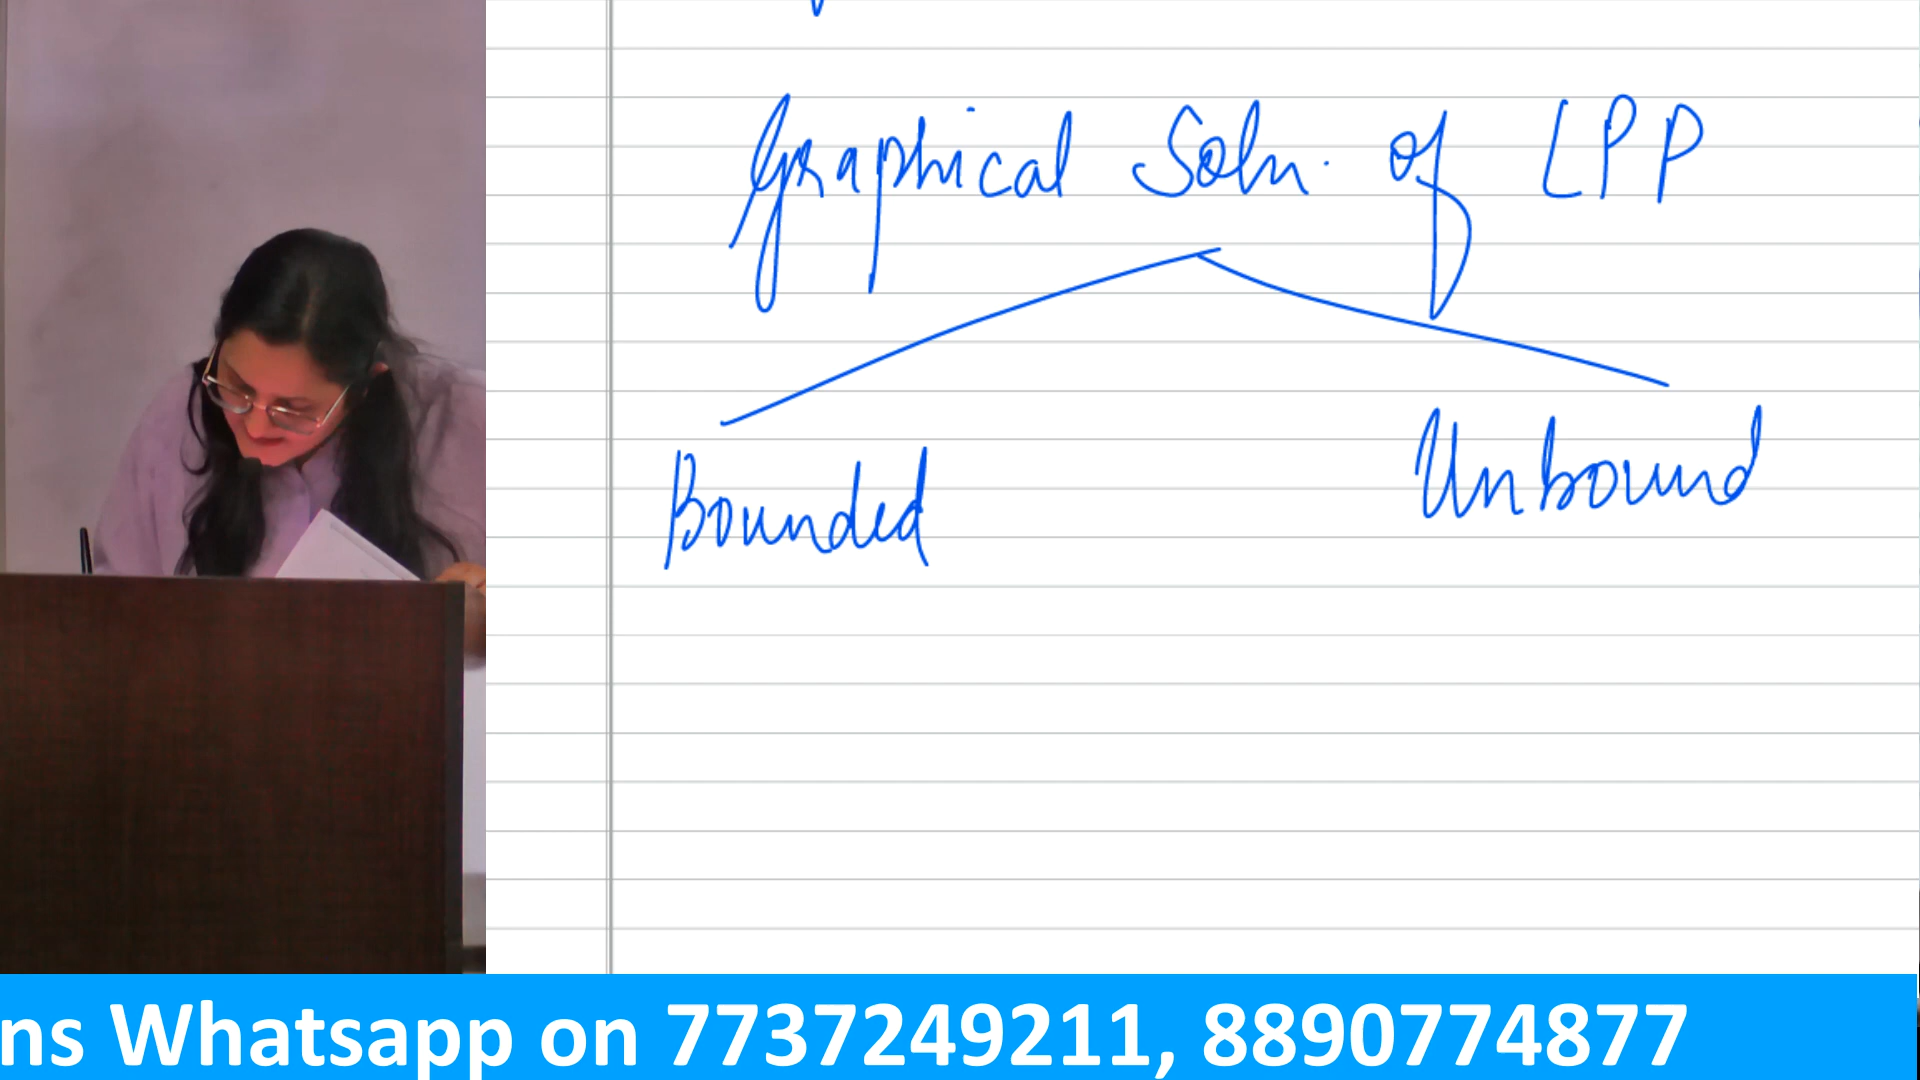 Graphical Soln. of LPP
Bounded
Unbound
ns Whatsapp on 7737249211, 8890774877